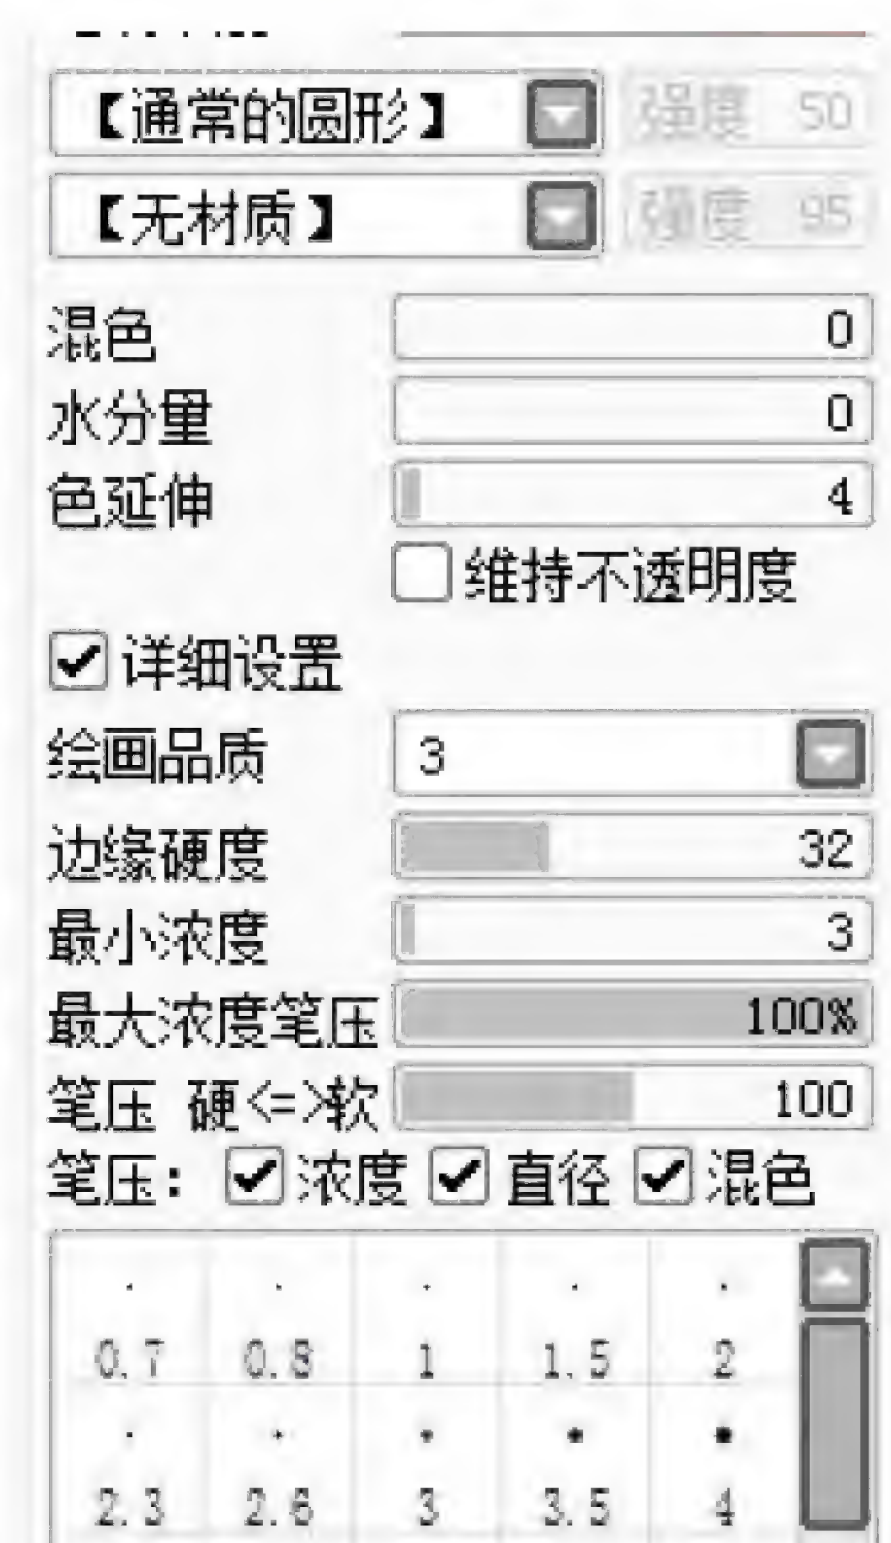 【通常的圆形】 强度 50
【无材质】 强度 95
混色 0
水分量 0
色延伸 4
维持不透明度
详细设置
绘画品质 3
边缘硬度 32
最小浓度 3
最大浓度笔压 100%
笔压 硬<=>软 100
笔压： 浓度 直径 混色
0.7 0.8 1 1.5 2
2.3 2.6 3 3.5 4